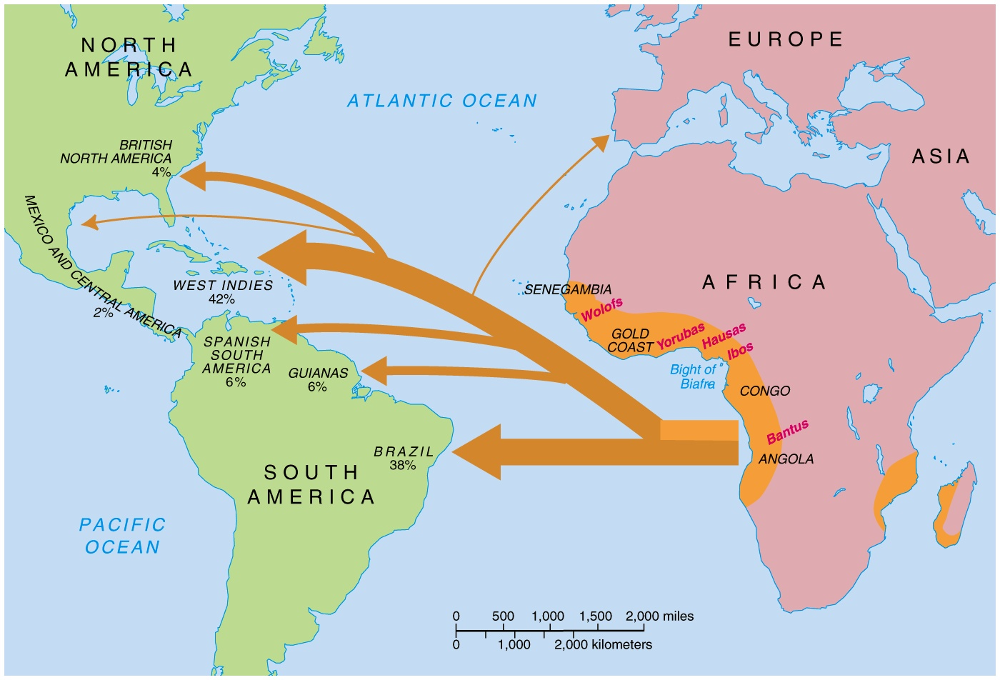 NORTH
AMERICA
EUROPE
ATLANTIC OCEAN
ASIA
BRITISH
NORTH AMERICA
4%
MEXICO AND CENTRAL AMERICA
2%
WEST INDIES
42%
AFRICA
SENEGAMBIA
Wolofs
GOLD
COAST
Yorubas
Hausas
Ibos
Bight of
Biafra
SPANISH
SOUTH
AMERICA
6%
GUIANAS
6%
CONGO
Bantus
ANGOLA
BRAZIL
38%
SOUTH
AMERICA
PACIFIC
OCEAN
0 500 1,000 1,500 2,000 miles
0 1,000 2,000 kilometers